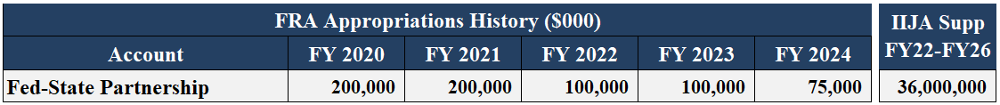 FRA Appropriations History ($000)
IIJA Supp
FY22-FY26
Account FY 2020 FY 2021 FY 2022 FY 2023 FY 2024
Fed-State Partnership 200,000 200,000 100,000 100,000 75,000 36,000,000